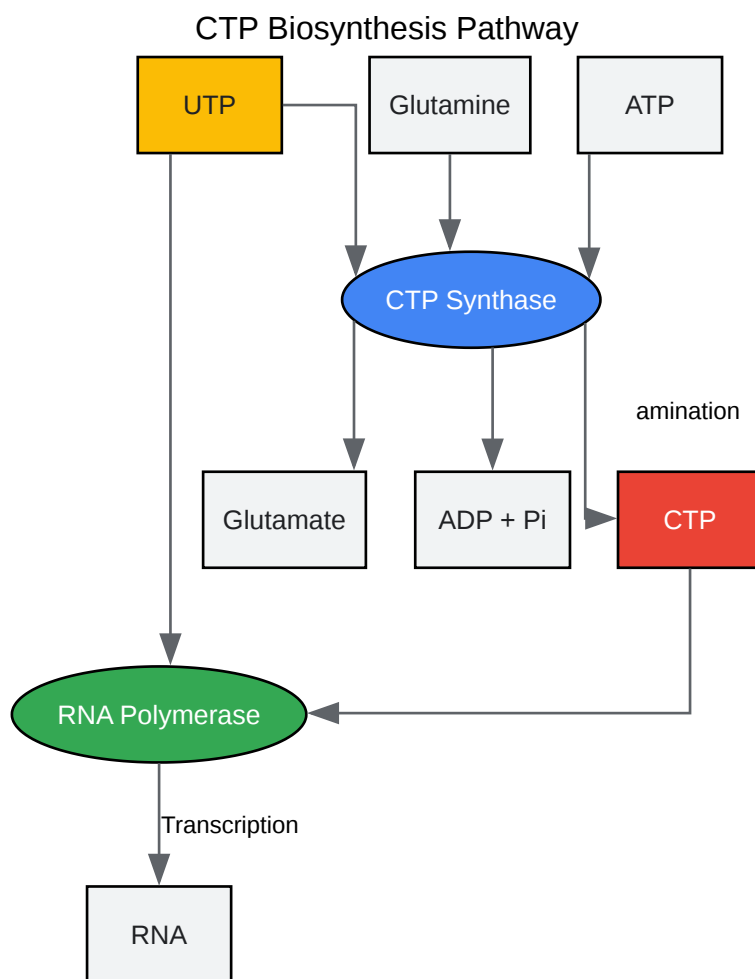 CTP Biosynthesis Pathway
UTP
Glutamine
ATP
CTP Synthase
amination
Glutamate
ADP + Pi
CTP
RNA Polymerase
Transcription
RNA